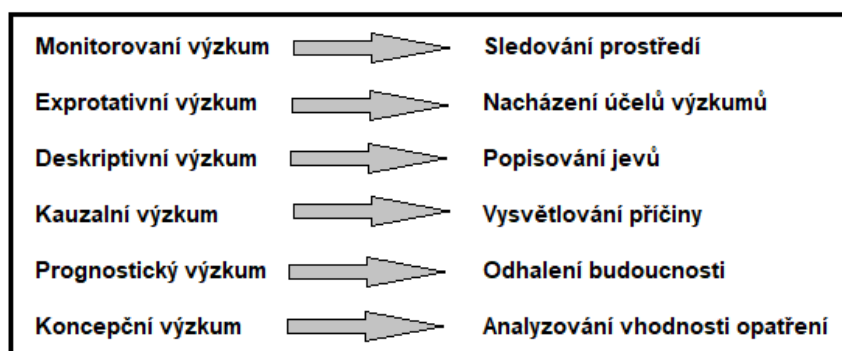 Monitorovaní výzkum Sledování prostředí
Exprotativní výzkum Nacházení účelů výzkumů
Deskriptivní výzkum Popisování jevů
Kauzalní výzkum Vysvětlování příčiny
Prognostický výzkum Odhalení budoucnosti
Koncepční výzkum Analyzování vhodnosti opatření